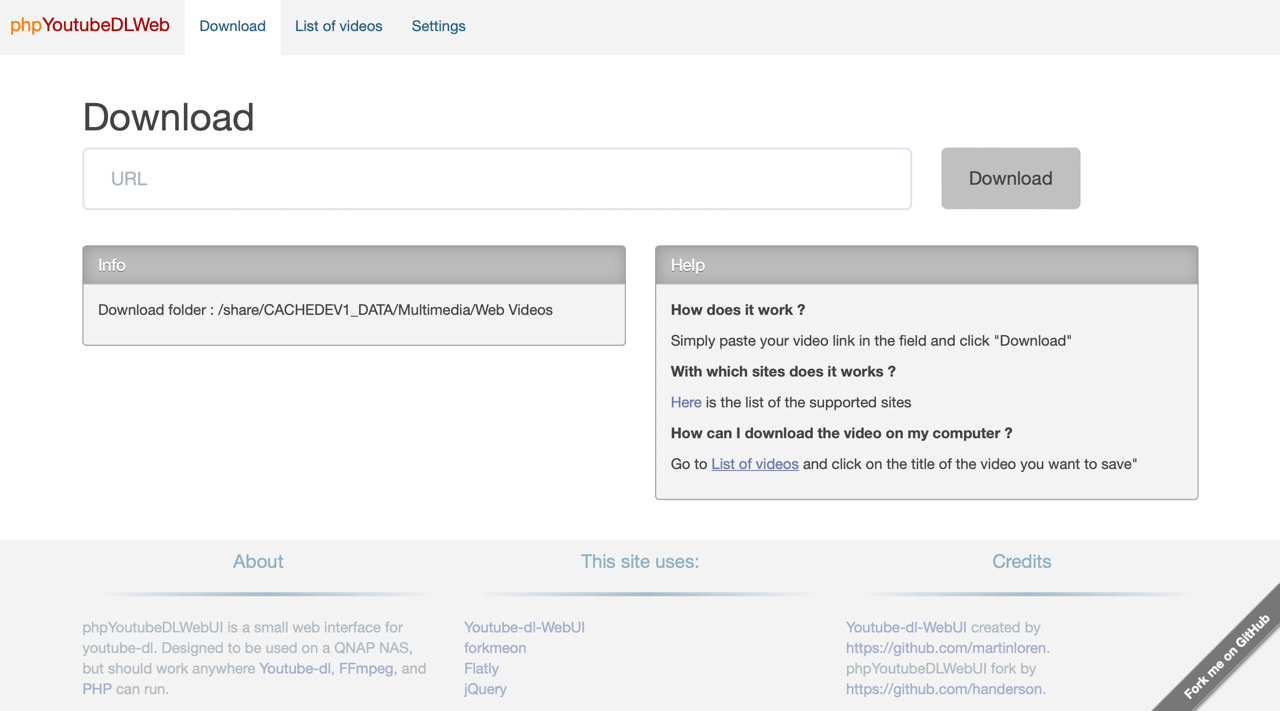 phpYoutubeDLWeb Download List of videos Settings
Download
URL Download
Info
Download folder : /share/CACHEDEV1_DATA/Multimedia/Web Videos
Help
How does it work ?
Simply paste your video link in the field and click "Download"
With which sites does it works ?
Here is the list of the supported sites
How can I download the video on my computer ?
Go to List of videos and click on the title of the video you want to save"
About
phpYoutubeDLWebUI is a small web interface for
youtube-dl. Designed to be used on a QNAP NAS,
but should work anywhere Youtube-dl, FFmpeg, and
PHP can run.
This site uses:
Youtube-dl-WebUI
forkmeon
Flatly
jQuery
Credits
Youtube-dl-WebUI created by
https://github.com/martinloren.
phpYoutubeDLWebUI fork by
https://github.com/handerson.
Fork me on GitHub